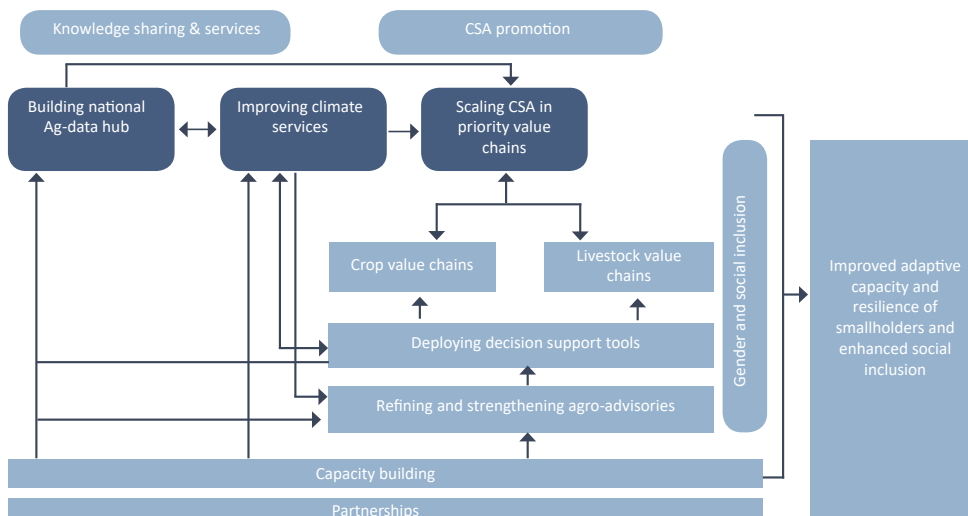 Knowledge sharing & services
CSA promotion
Building national
Ag-data hub
Improving climate
services
Scaling CSA in
priority value
chains
Crop value chains
Livestock value
chains
Deploying decision support tools
Refining and strengthening agro-advisories
Gender and social inclusion
Improved adaptive
capacity and
resilience of
smallholders and
enhanced social
inclusion
Capacity building
Partnerships